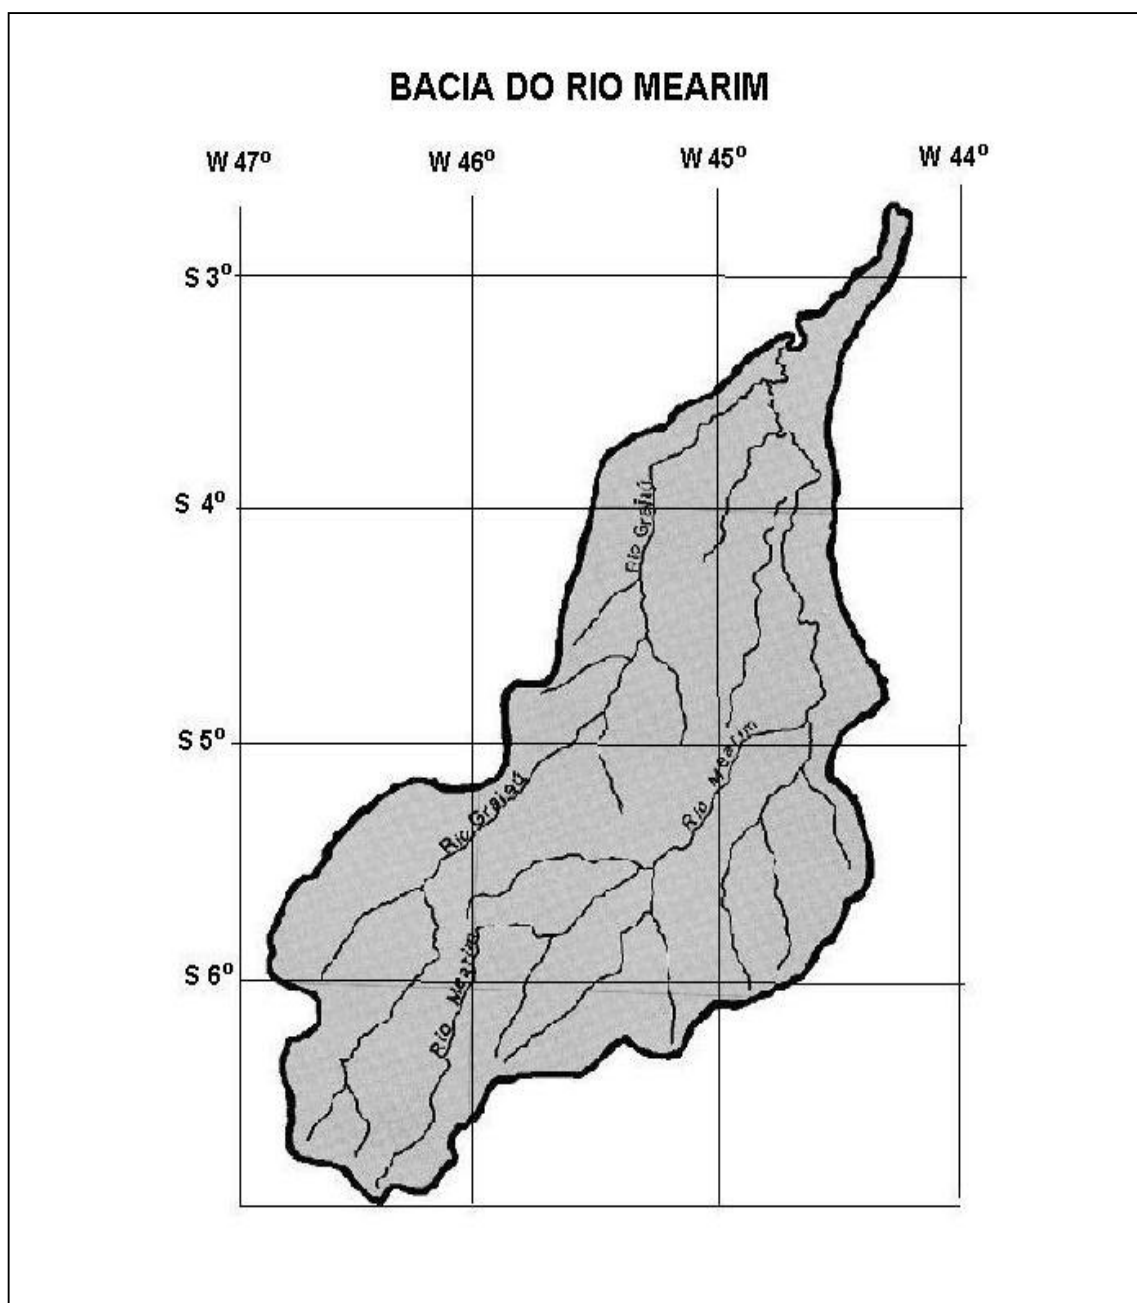 BACIA DO RIO MEARIM
W 47º W 46º W 45º W 44º
S 3º
S 4º
Rio Grajaú
S 5º
Rio Mearim
Rio Grajaú
S 6º
Rio Mearim